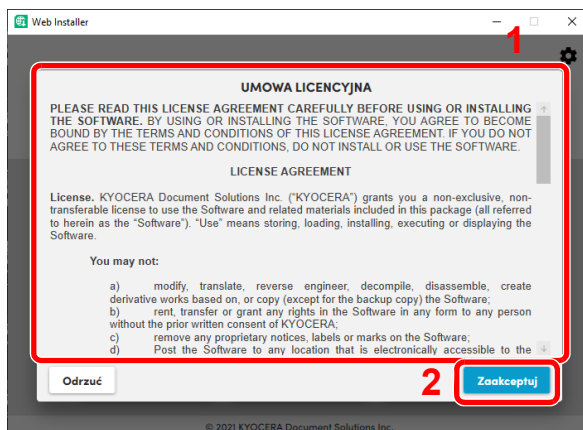 Web Installer
1
UMOWA LICENCYJNA
PLEASE READ THIS LICENSE AGREEMENT CAREFULLY BEFORE USING OR INSTALLING
THE SOFTWARE. BY USING OR INSTALLING THE SOFTWARE, YOU AGREE TO BECOME
BOUND BY THE TERMS AND CONDITIONS OF THIS LICENSE AGREEMENT. IF YOU DO NOT
AGREE TO THESE TERMS AND CONDITIONS, DO NOT INSTALL OR USE THE SOFTWARE.
LICENSE AGREEMENT
License. KYOCERA Document Solutions Inc. (“KYOCERA”) grants you a non-exclusive, non-
transferable license to use the Software and related materials included in this package (all referred
to herein as the “Software”). “Use” means storing, loading, installing, executing or displaying the
Software.
You may not:
a) modify, translate, reverse engineer, decompile, disassemble, create
derivative works based on, or copy (except for the backup copy) the Software;
b) rent, transfer or grant any rights in the Software in any form to any person
without the prior written consent of KYOCERA;
c) remove any proprietary notices, labels or marks on the Software;
d) Post the Software to any location that is electronically accessible to the
Odrzuć
2
Zaakceptuj
© 2021 KYOCERA Document Solutions Inc.